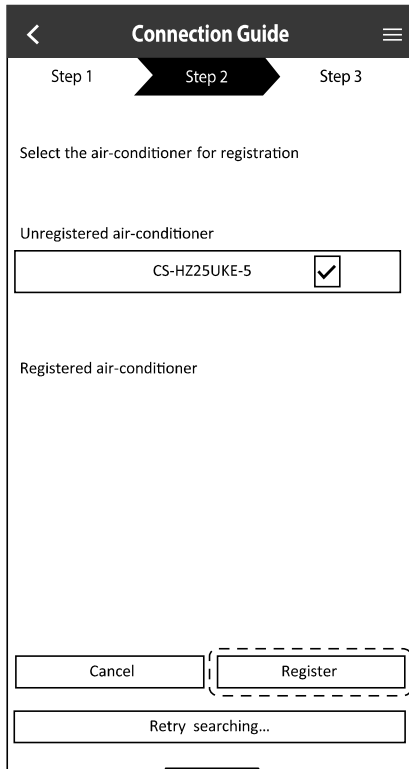 Connection Guide
Step 1 Step 2 Step 3
Select the air-conditioner for registration
Unregistered air-conditioner
CS-HZ25UKE-5
Registered air-conditioner
Cancel Register
Retry searching...